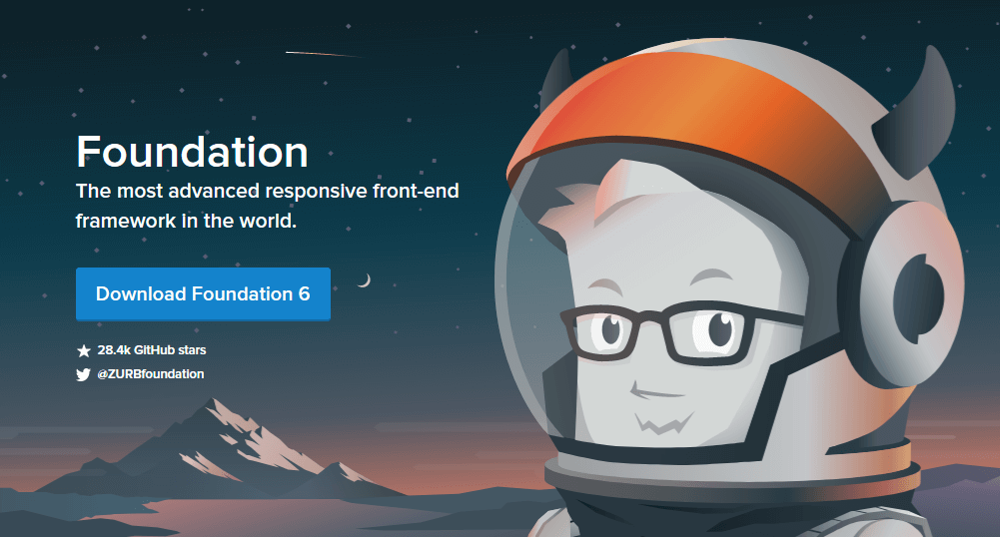 Foundation
The most advanced responsive front-end
framework in the world.
Download Foundation 6
28.4k GitHub stars
@ZURBfoundation